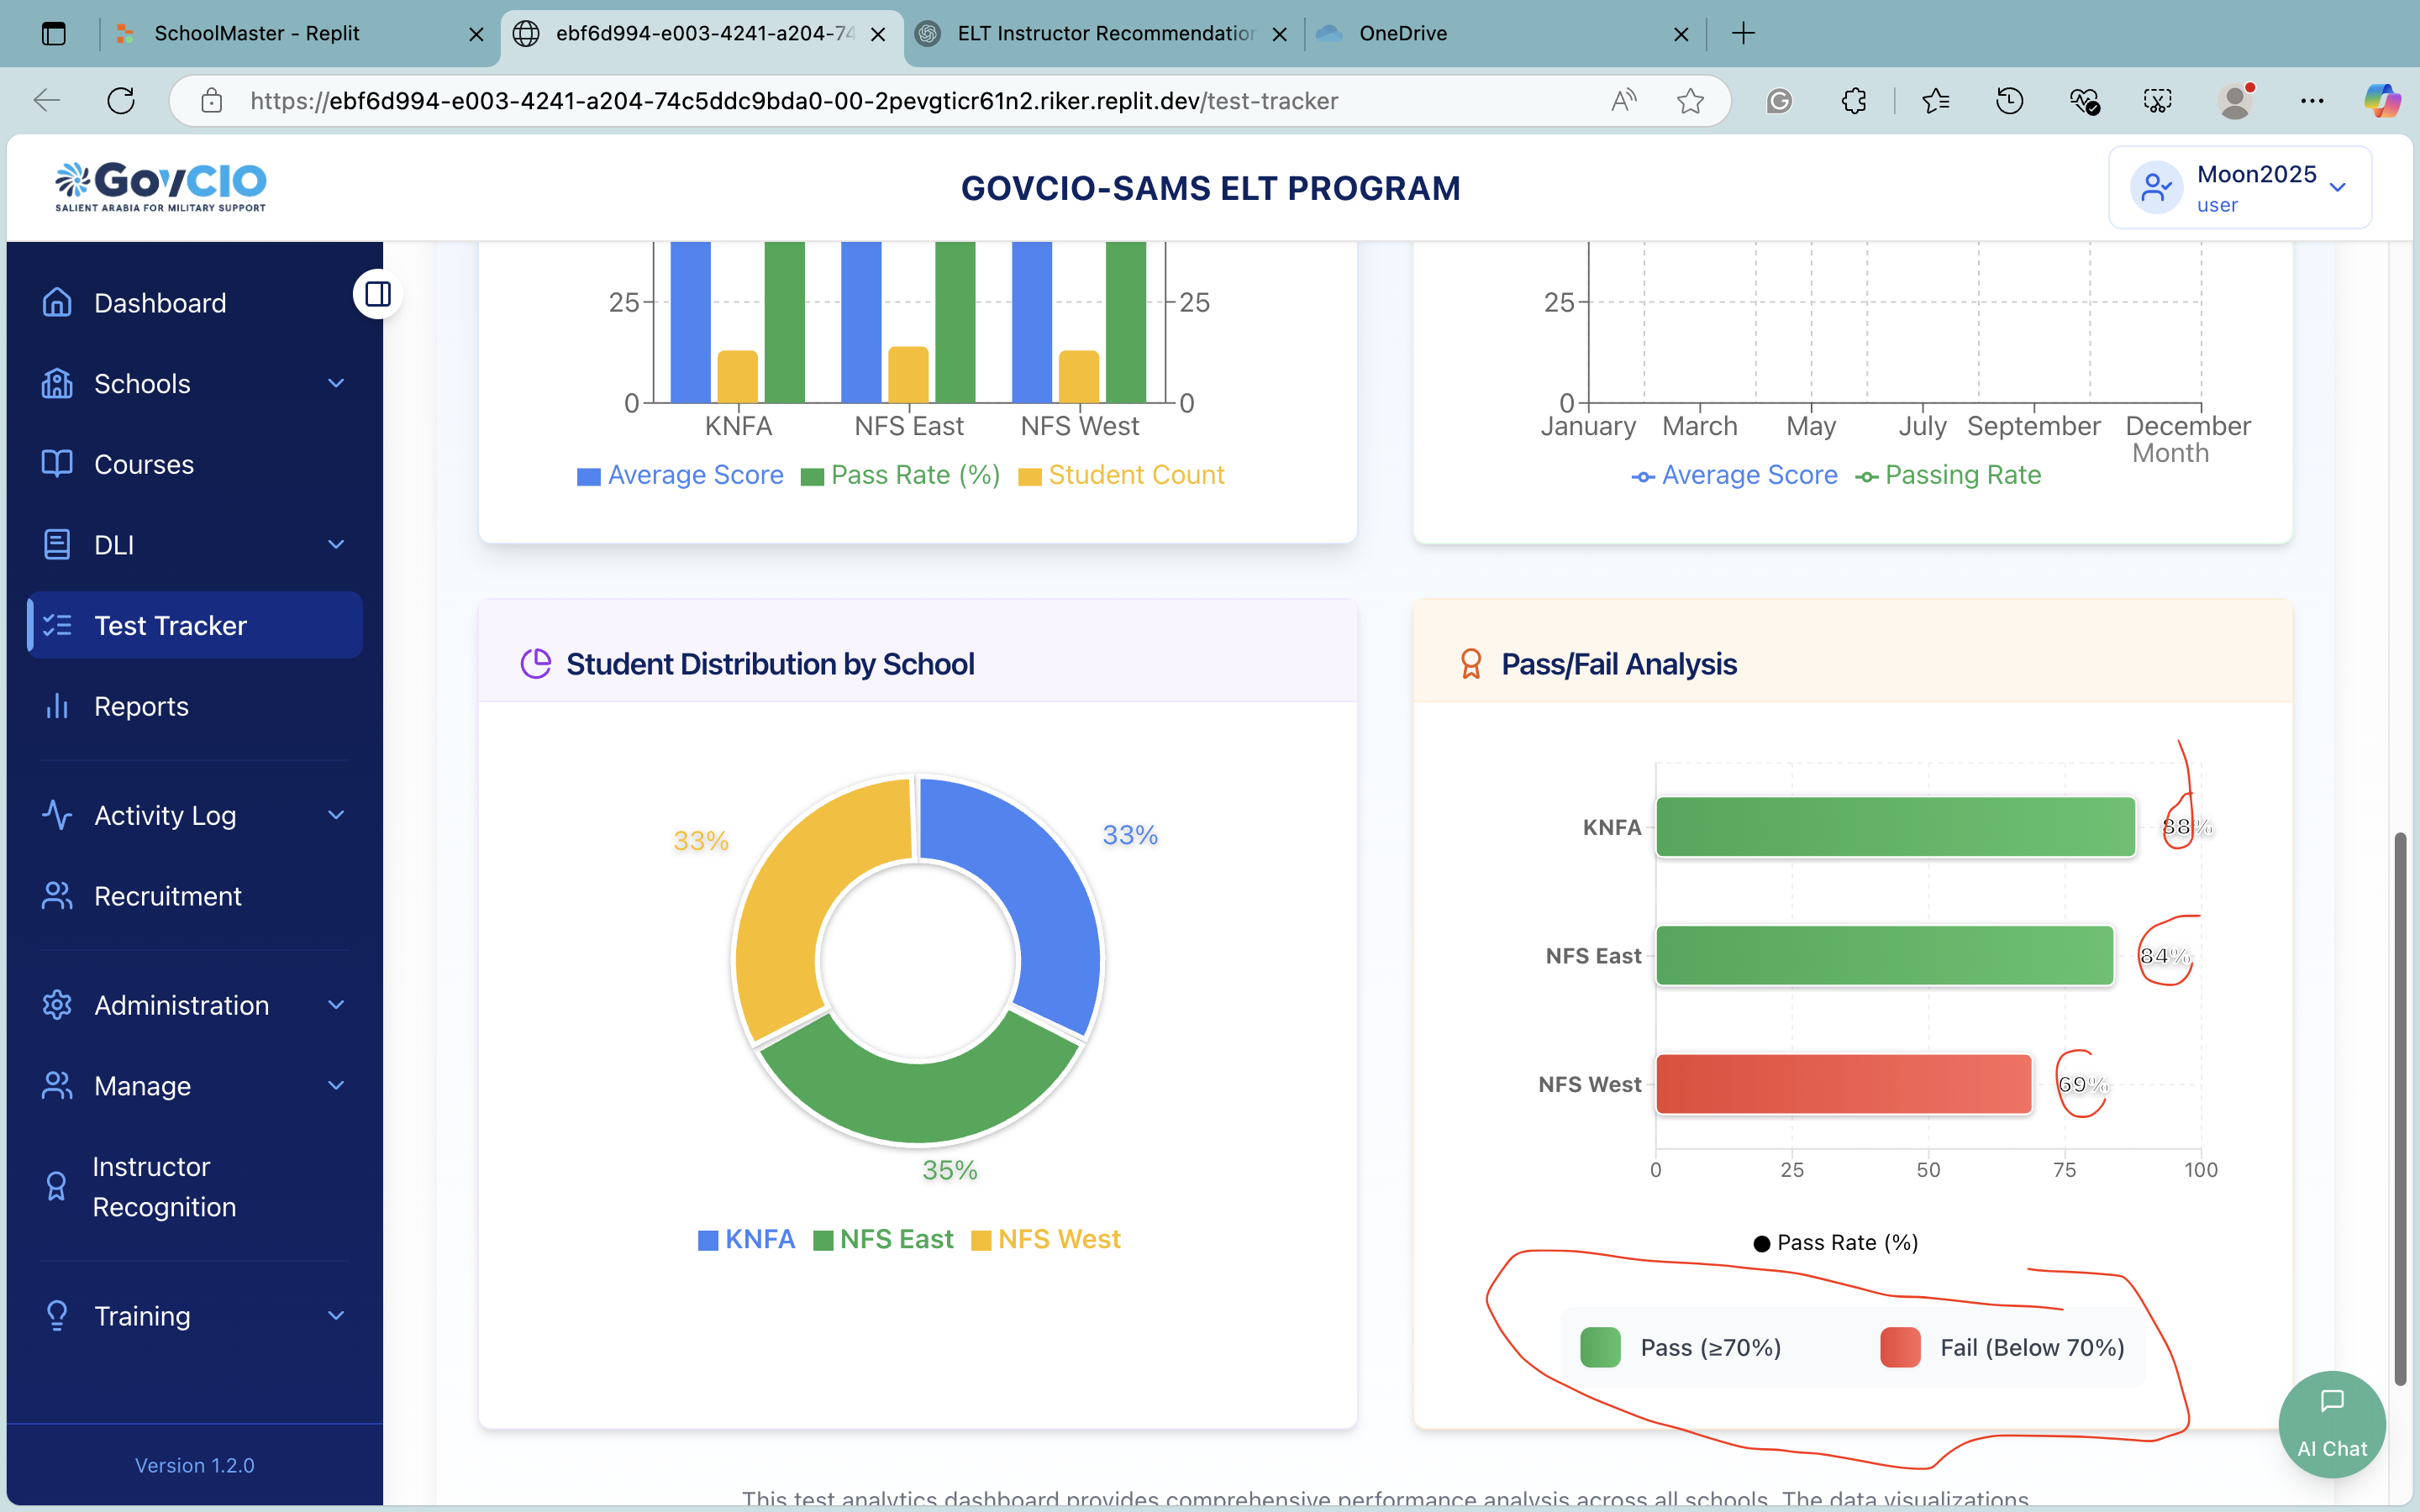 SchoolMaster - Replit
ebf6d994-e003-4241-a204-74
ELT Instructor Recommendation
OneDrive
https://ebf6d994-e003-4241-a204-74c5ddc9bda0-00-2pevgticr61n2.riker.replit.dev/test-tracker
GovCIO
SALIENT ARABIA FOR MILITARY SUPPORT
GOVCIO-SAMS ELT PROGRAM
Moon2025
user
Dashboard
Schools
Courses
DLI
Test Tracker
Reports
Activity Log
Recruitment
Administration
Manage
Instructor
Recognition
Training
Version 1.2.0
25
25
0
0
KNFA
NFS East
NFS West
Average Score
Pass Rate (%)
Student Count
25
0
January
March
May
July
September
December
Month
Average Score
Passing Rate
Student Distribution by School
33%
33%
35%
KNFA
NFS East
NFS West
Pass/Fail Analysis
KNFA
88%
NFS East
84%
NFS West
69%
0
25
50
75
100
Pass Rate (%)
Pass (≥70%)
Fail (Below 70%)
AI Chat
This test analytics dashboard provides comprehensive performance analysis across all schools. The data visualizations